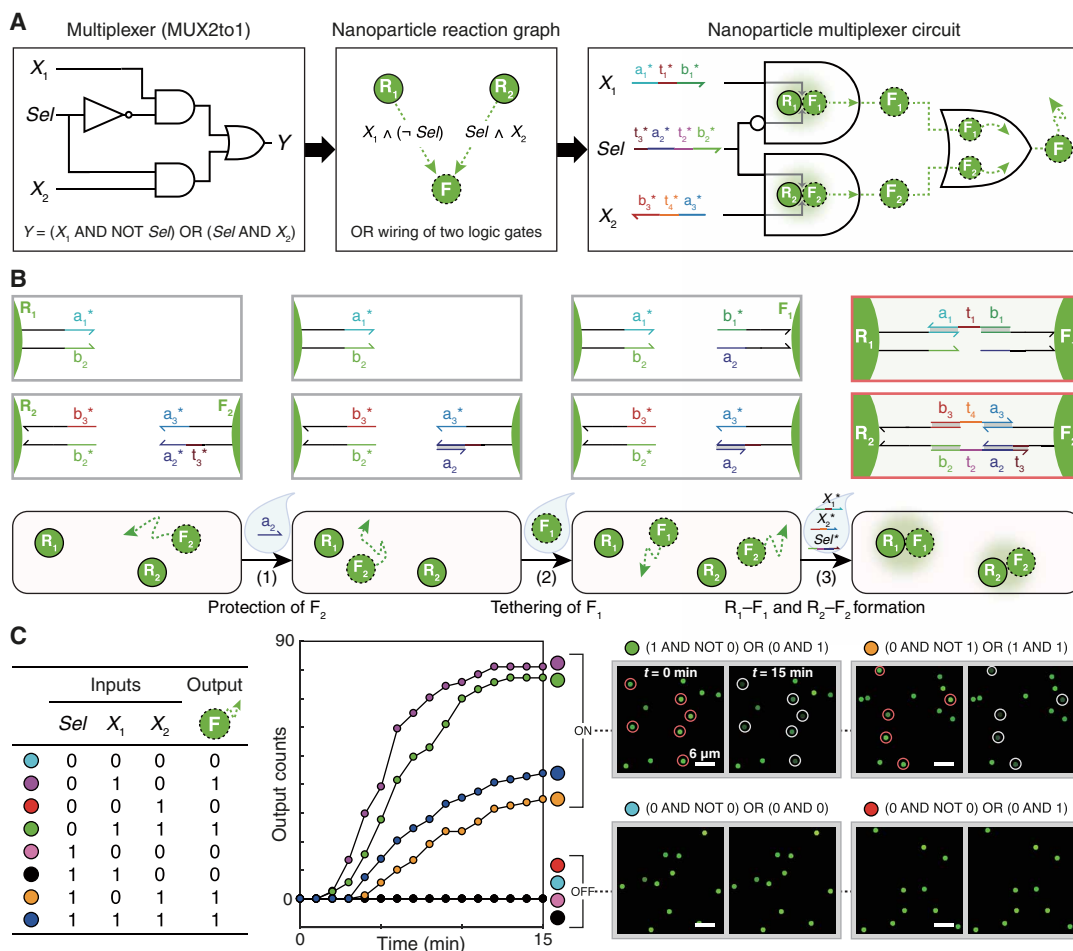 A
Multiplexer (MUX2to1)
Nanoparticle reaction graph
Nanoparticle multiplexer circuit
X1
Sel
X2
Y
Y = (X1 AND NOT Sel) OR (Sel AND X2)
R1 R2
X1 ∧ (¬ Sel) Sel ∧ X2
F
OR wiring of two logic gates
X1 a1* t1* b1*
Sel t3* a2* t2* b2*
X2 b3* t4* a3*
R1 F1 F1
R2 F2 F2
F1
F2
F
B
R1 a1* b2
a1* b2
a1* b2 b1* a2 F1
R1 a1 t1 b1 F
R2 b3* b2* a3* a2* t3* F2
b3* b2* a3* a2
b3* b2* a3* a2
R2 b3 t4 a3 b2 t2 a2 t3 F
R1 F2 R2
a2
(1)
Protection of F2
R1 F2 R2
F1
(2)
Tethering of F1
R1 F1 R2 F2
X1*
X2*
Sel*
(3)
R1–F1 and R2–F2 formation
R1 F1 R2 F2
C
Inputs Output
F
Sel X1 X2
0 0 0 0
0 1 0 1
0 0 1 0
0 1 1 1
1 0 0 0
1 1 0 0
1 0 1 1
1 1 1 1
90
Output counts
0
0 15
Time (min)
ON
OFF
(1 AND NOT 0) OR (0 AND 1)
t = 0 min t = 15 min
6 µm
(0 AND NOT 1) OR (1 AND 1)
(0 AND NOT 0) OR (0 AND 0)
(0 AND NOT 0) OR (0 AND 1)